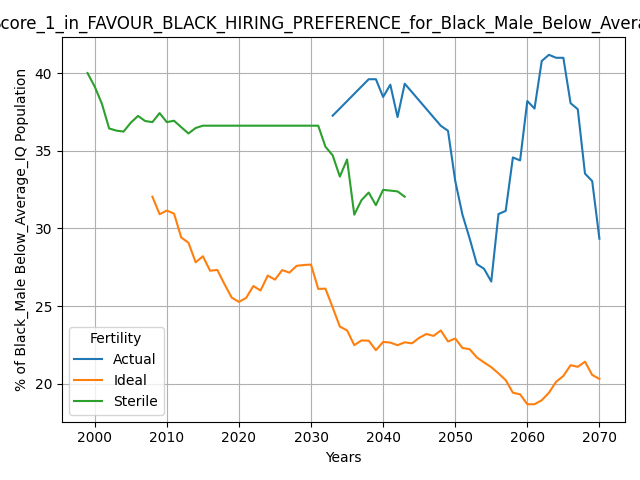 core_1_in_FAVOUR_BLACK_HIRING_PREFERENCE_for_Black_Male_Below_Avera
% of Black_Male Below_Average_IQ Population
40
35
30
25
20
Fertility
Actual
Ideal
Sterile
2000 2010 2020 2030 2040 2050 2060 2070
Years